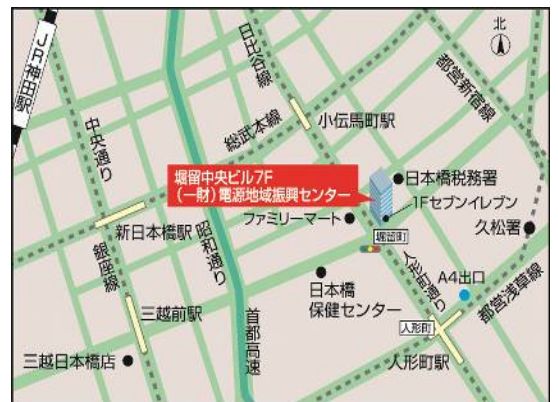 北
JR神田駅
中央通り
日比谷線
都営新宿線
総武本線
小伝馬町駅
堀留中央ビル7F
(一財)電源地域振興センター
日本橋税務署
1Fセブンイレブン
ファミリーマート
久松署
新日本橋駅
昭和通り
堀留町
人形町通り
A4出口
銀座線
日本橋
保健センター
都営浅草線
三越前駅
首都高速
人形町
人形町駅
三越日本橋店